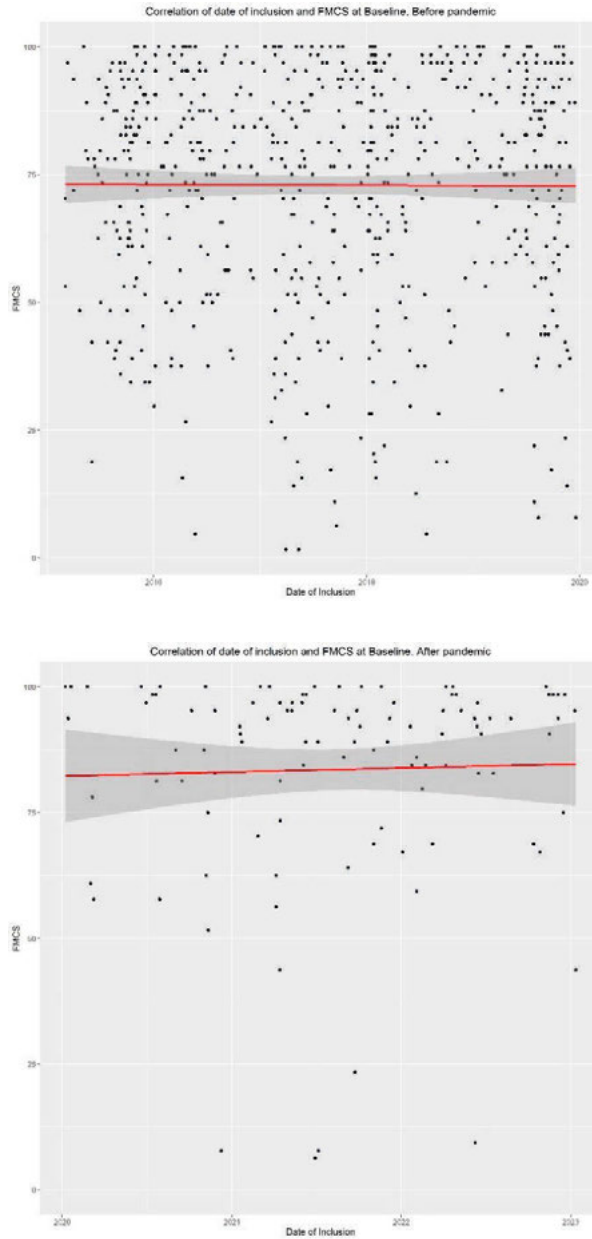 Correlation of date of inclusion and FMCS at Baseline, Before pandemic
100
75
FMCS
50
25
0
2016
2018
2020
Date of Inclusion
Correlation of date of inclusion and FMCS at Baseline. After pandemic
100
75
FMCS
50
25
0
2020
2021
2022
2023
Date of Inclusion